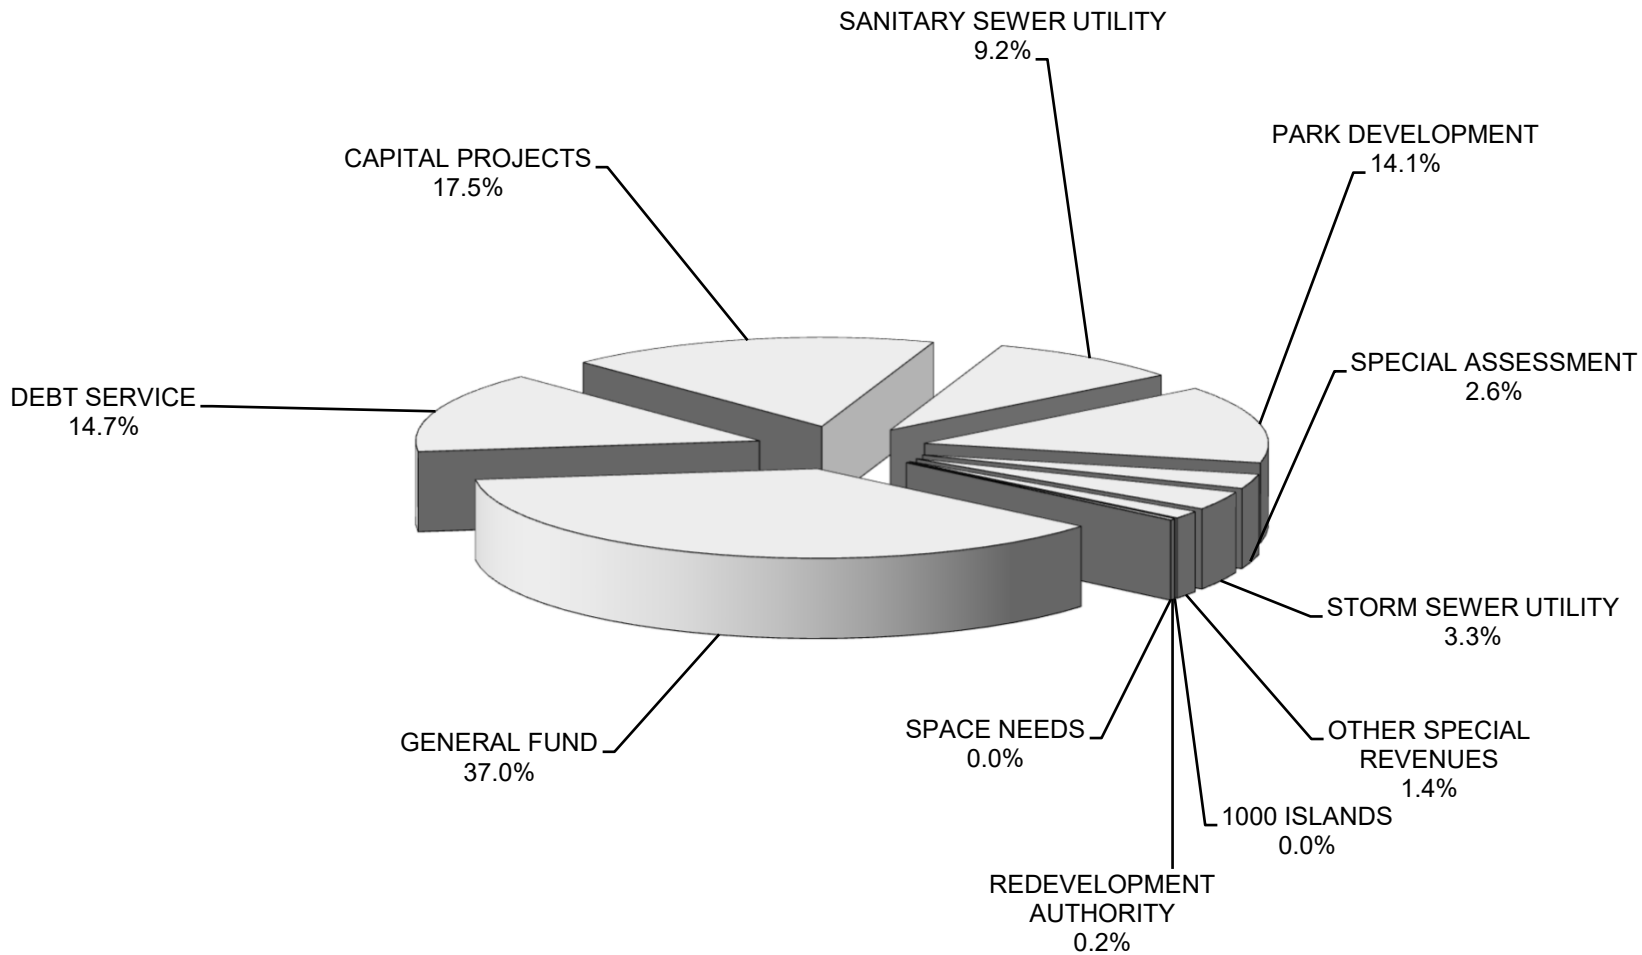 SANITARY SEWER UTILITY
9.2%
PARK DEVELOPMENT
14.1%
CAPITAL PROJECTS
17.5%
SPECIAL ASSESSMENT
2.6%
DEBT SERVICE
14.7%
STORM SEWER UTILITY
3.3%
GENERAL FUND
37.0%
SPACE NEEDS
0.0%
OTHER SPECIAL
REVENUES
1.4%
1000 ISLANDS
0.0%
REDEVELOPMENT
AUTHORITY
0.2%